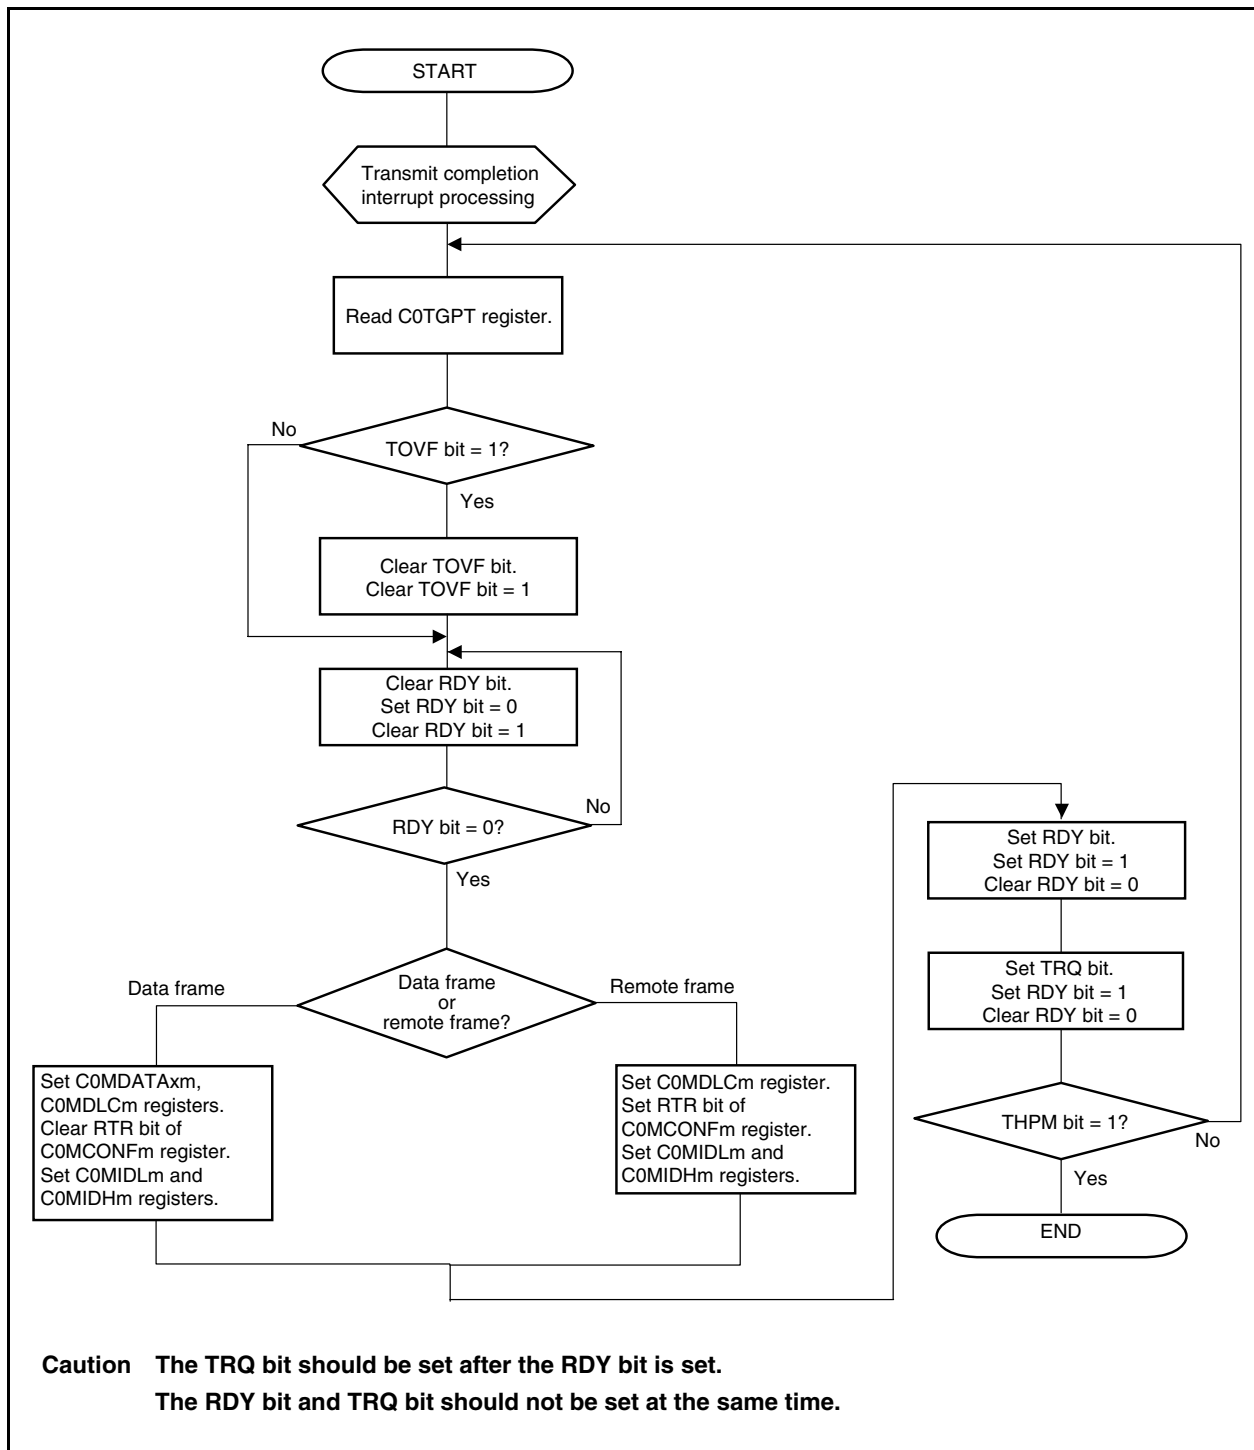 START
Transmit completion
interrupt processing
Read C0TGPT register.
No
TOVF bit = 1?
Yes
Clear TOVF bit.
Clear TOVF bit = 1
Clear RDY bit.
Set RDY bit = 0
Clear RDY bit = 1
No
RDY bit = 0?
Yes
Data frame
Data frame
or
remote frame?
Remote frame
Set C0MDATAxm,
C0MDLCm registers.
Clear RTR bit of
C0MCONFm register.
Set C0MIDLm and
C0MIDHm registers.
Set C0MDLCm register.
Set RTR bit of
C0MCONFm register.
Set C0MIDLm and
C0MIDHm registers.
Set RDY bit.
Set RDY bit = 1
Clear RDY bit = 0
Set TRQ bit.
Set RDY bit = 1
Clear RDY bit = 0
THPM bit = 1?
No
Yes
END
Caution The TRQ bit should be set after the RDY bit is set.
The RDY bit and TRQ bit should not be set at the same time.